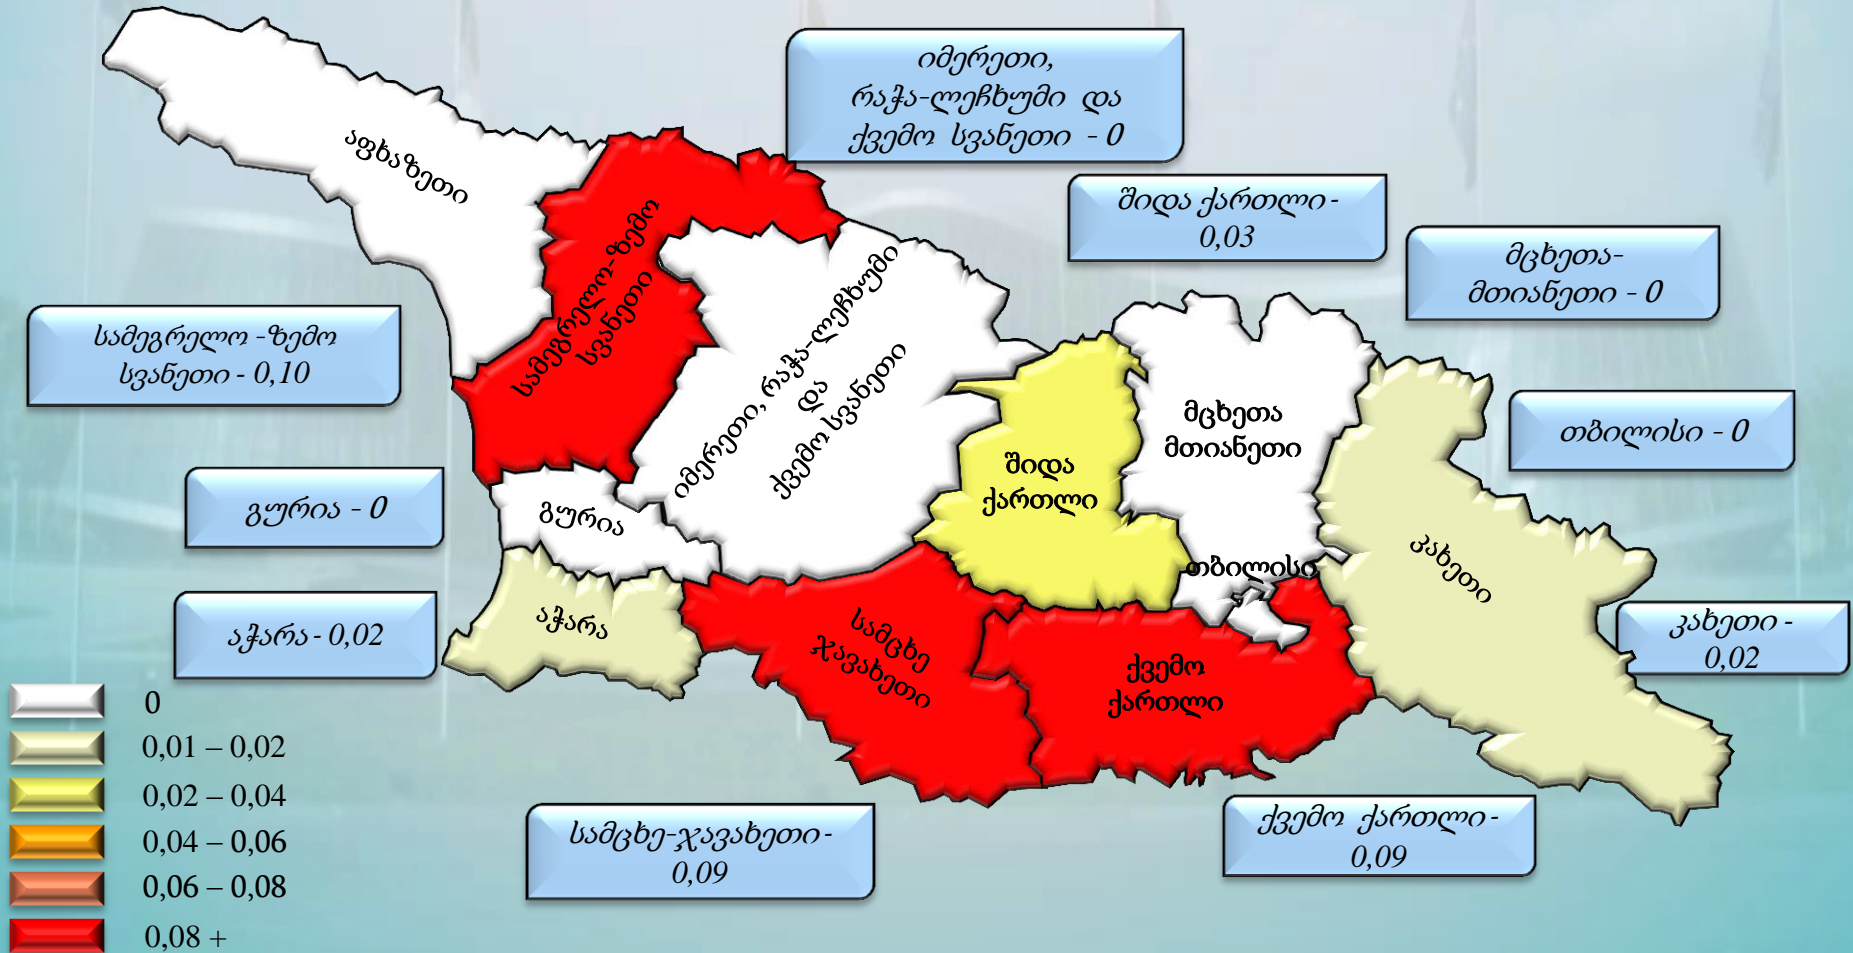 იმერეთი,
რაჭა-ლეჩხუმი და
ქვემო სვანეთი - 0
შიდა ქართლი -
0,03
მცხეთა-
მთიანეთი - 0
სამეგრელო -ზემო
სვანეთი - 0,10
თბილისი - 0
გურია - 0
აჭარა - 0,02
კახეთი -
0,02
სამცხე-ჯავახეთი-
0,09
ქვემო ქართლი-
0,09
აფხაზეთი
სამეგრელო-ზემო
სვანეთი
იმერეთი, რაჭა-ლეჩხუმი
და
ქვემო სვანეთი
შიდა
ქართლი
მცხეთა
მთიანეთი
გურია
თბილისი
კახეთი
აჭარა
სამცხე
ჯავახეთი
ქვემო
ქართლი
0
0,01 – 0,02
0,02 – 0,04
0,04 – 0,06
0,06 – 0,08
0,08 +